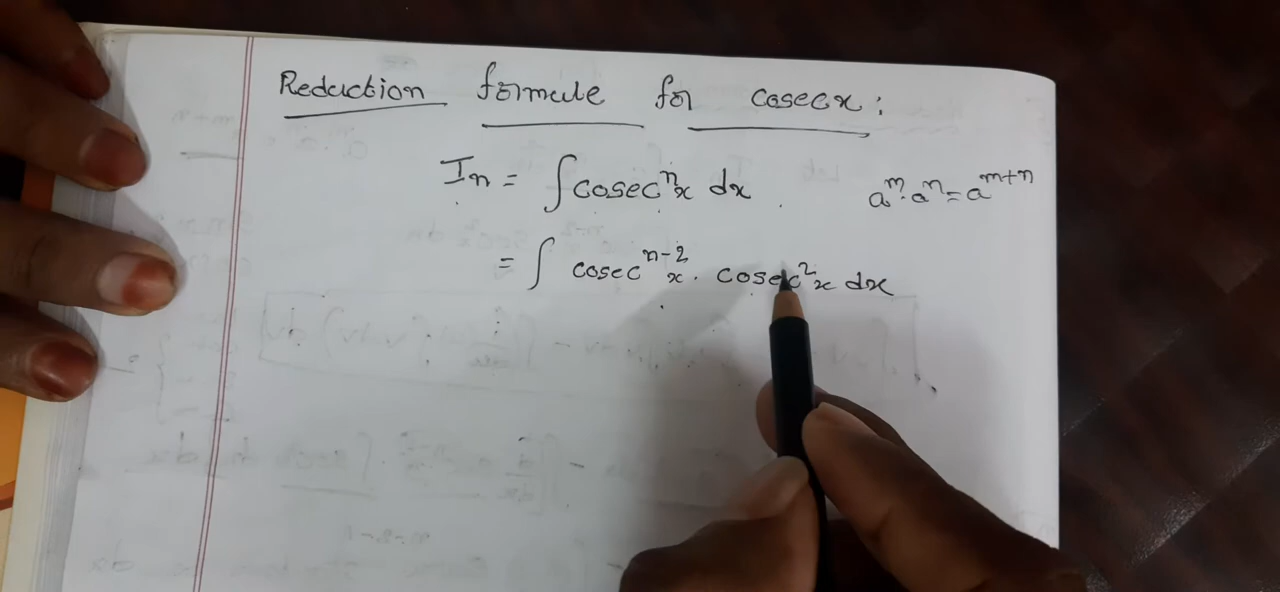 Reduction formule for cosecx:
Iₙ = ∫cosecⁿx dx aᵐ·aⁿ=aᵐ⁺ⁿ
= ∫ cosecⁿ⁻²x. cosec²x dx